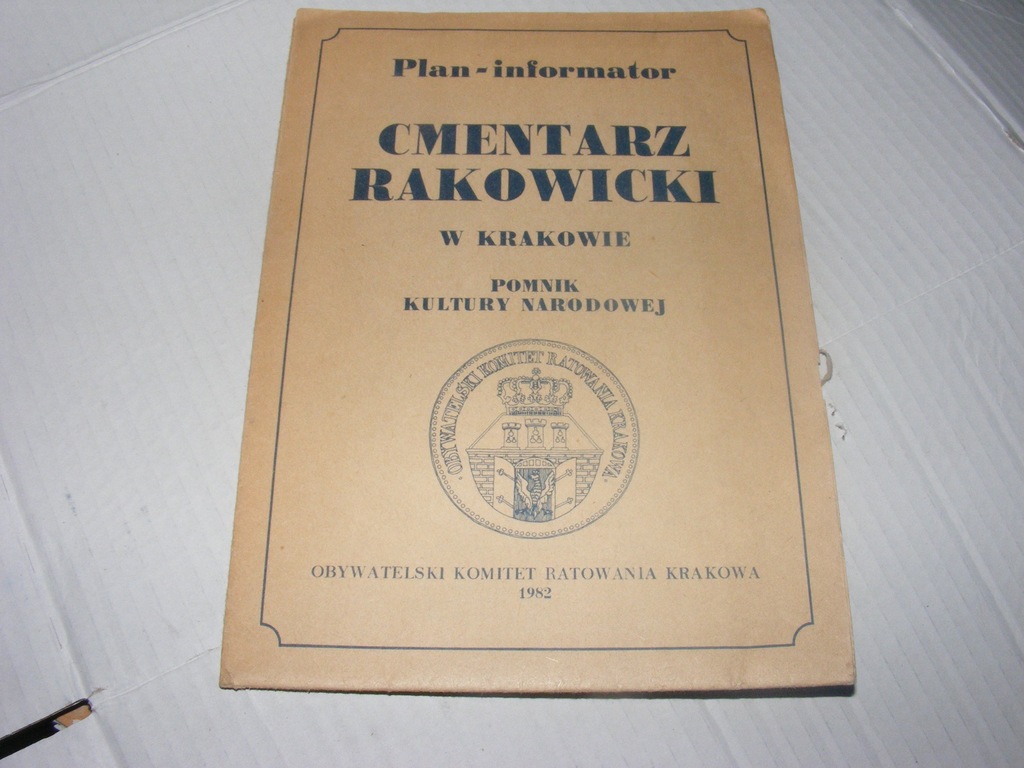 Plan-informator
CMENTARZ
RAKOWICKI
W KRAKOWIE
POMNIK
KULTURY NARODOWEJ
OBYWATELSKI KOMITET RATOWANIA KRAKOWA
OBYWATELSKI KOMITET RATOWANIA KRAKOWA
1982